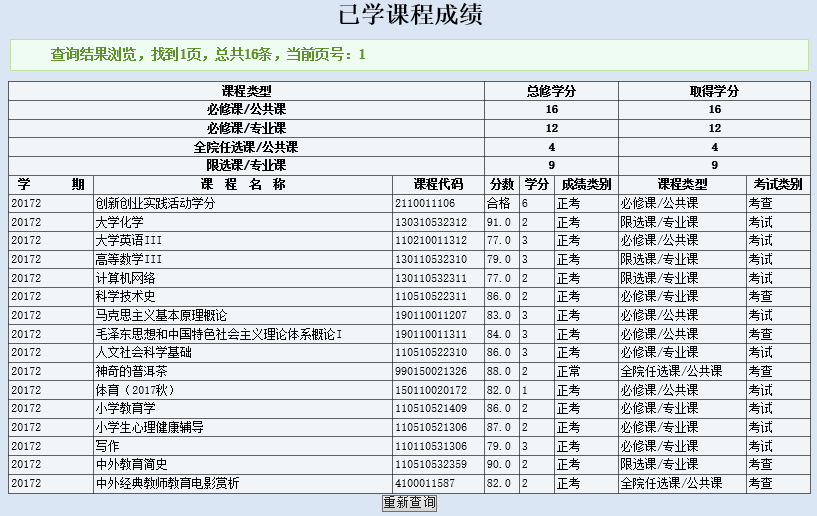 已学课程成绩
查询结果浏览，找到1页，总共16条，当前页号：1
课程类型 总修学分 取得学分
必修课/公共课 16 16
必修课/专业课 12 12
全院任选课/公共课 4 4
限选课/专业课 9 9
学 期 课 程 名 称 课程代码 分数 学分 成绩类别 课程类型 考试类别
20172 创新创业实践活动学分 2110011106 合格 6 正考 必修课/公共课 考查
20172 大学化学 130310532312 91.0 2 正考 限选课/专业课 考试
20172 大学英语III 110210011312 77.0 3 正考 必修课/公共课 考试
20172 高等数学III 130110532310 79.0 3 正考 限选课/专业课 考试
20172 计算机网络 130110532311 77.0 2 正考 限选课/专业课 考试
20172 科学技术史 110510522311 86.0 2 正考 必修课/专业课 考查
20172 马克思主义基本原理概论 190110011207 83.0 3 正考 必修课/公共课 考试
20172 毛泽东思想和中国特色社会主义理论体系概论I 190110011311 84.0 3 正考 必修课/公共课 考查
20172 人文社会科学基础 110510522310 86.0 3 正考 必修课/专业课 考试
20172 神奇的普洱茶 990150021326 88.0 2 正常 全院任选课/公共课 考查
20172 体育（2017秋） 150110020172 82.0 1 正考 必修课/公共课 考试
20172 小学教育学 110510521409 86.0 2 正考 必修课/专业课 考试
20172 小学生心理健康辅导 110510521306 87.0 2 正考 必修课/专业课 考试
20172 写作 110110531306 79.0 3 正考 必修课/专业课 考试
20172 中外教育简史 110510532359 90.0 2 正考 限选课/专业课 考查
20172 中外经典教师教育电影赏析 4100011587 82.0 2 正考 全院任选课/公共课 考查
重新查询